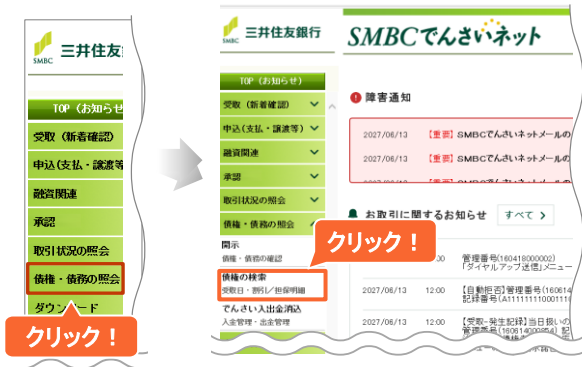 三井住友
SMBC
TOP（お知らせ
受取（新着確認）
申込(支払・譲渡等
融資関連
承認
取引状況の照会
債権・債務の照会
ダウンロード
クリック！
三井住友銀行
SMBC
SMBCでんさいネット
TOP（お知らせ）
受取（新着確認）
申込(支払・譲渡等)
融資関連
承認
取引状況の照会
債権・債務の照会
開示
債権・債務の確認
債権の検索
受取日・割引／担保明細
でんさい入出金消込
入金管理・出金管理
クリック！
障害通知
2027/06/13 【重要】SMBCでんさいネットメールの
2027/06/13 【重要】SMBCでんさいネットメールの
お取引に関するお知らせ すべて
:00 管理番号(160418000002)
「ダイヤルアップ送信」メニュー
2027/06/13 12:00 【自動拒否】管理番号(160614
記録番号(A111111110001110
2027/06/13 12:00 【受取-発生記録】当日扱いの